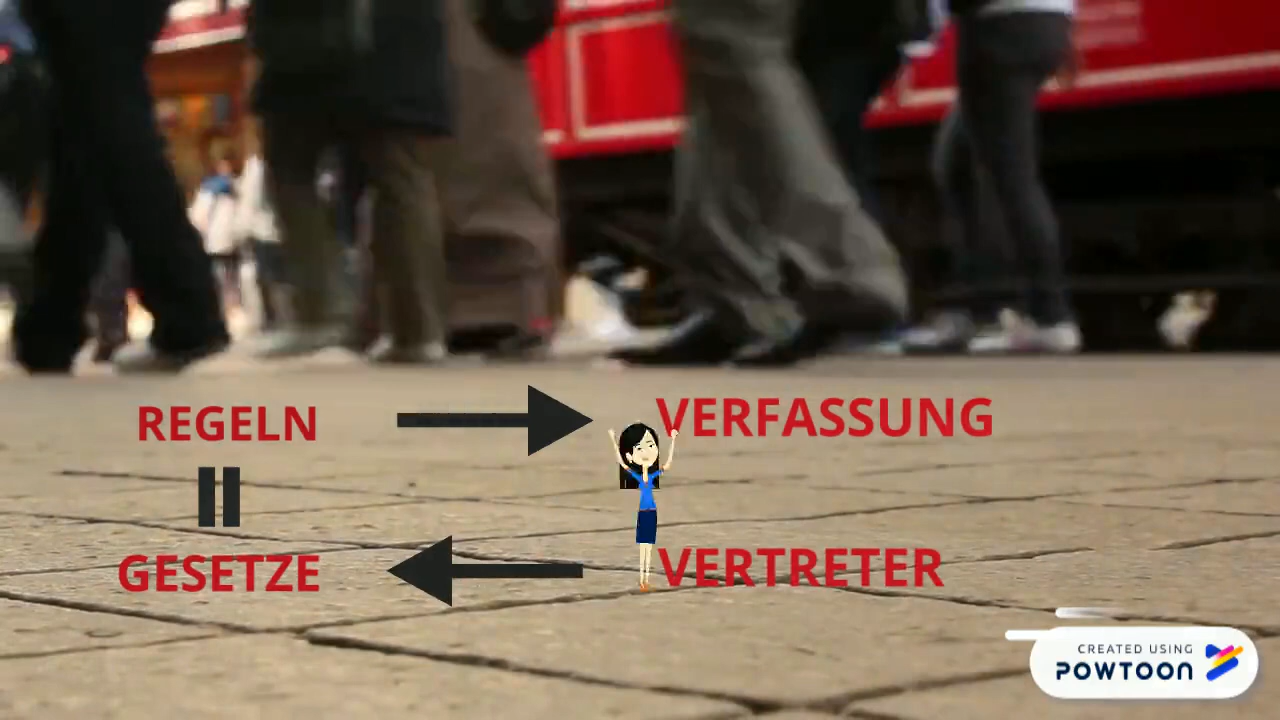 REGELN
VERFASSUNG
GESETZE
VERTRETER
CREATED USING
POWTOON